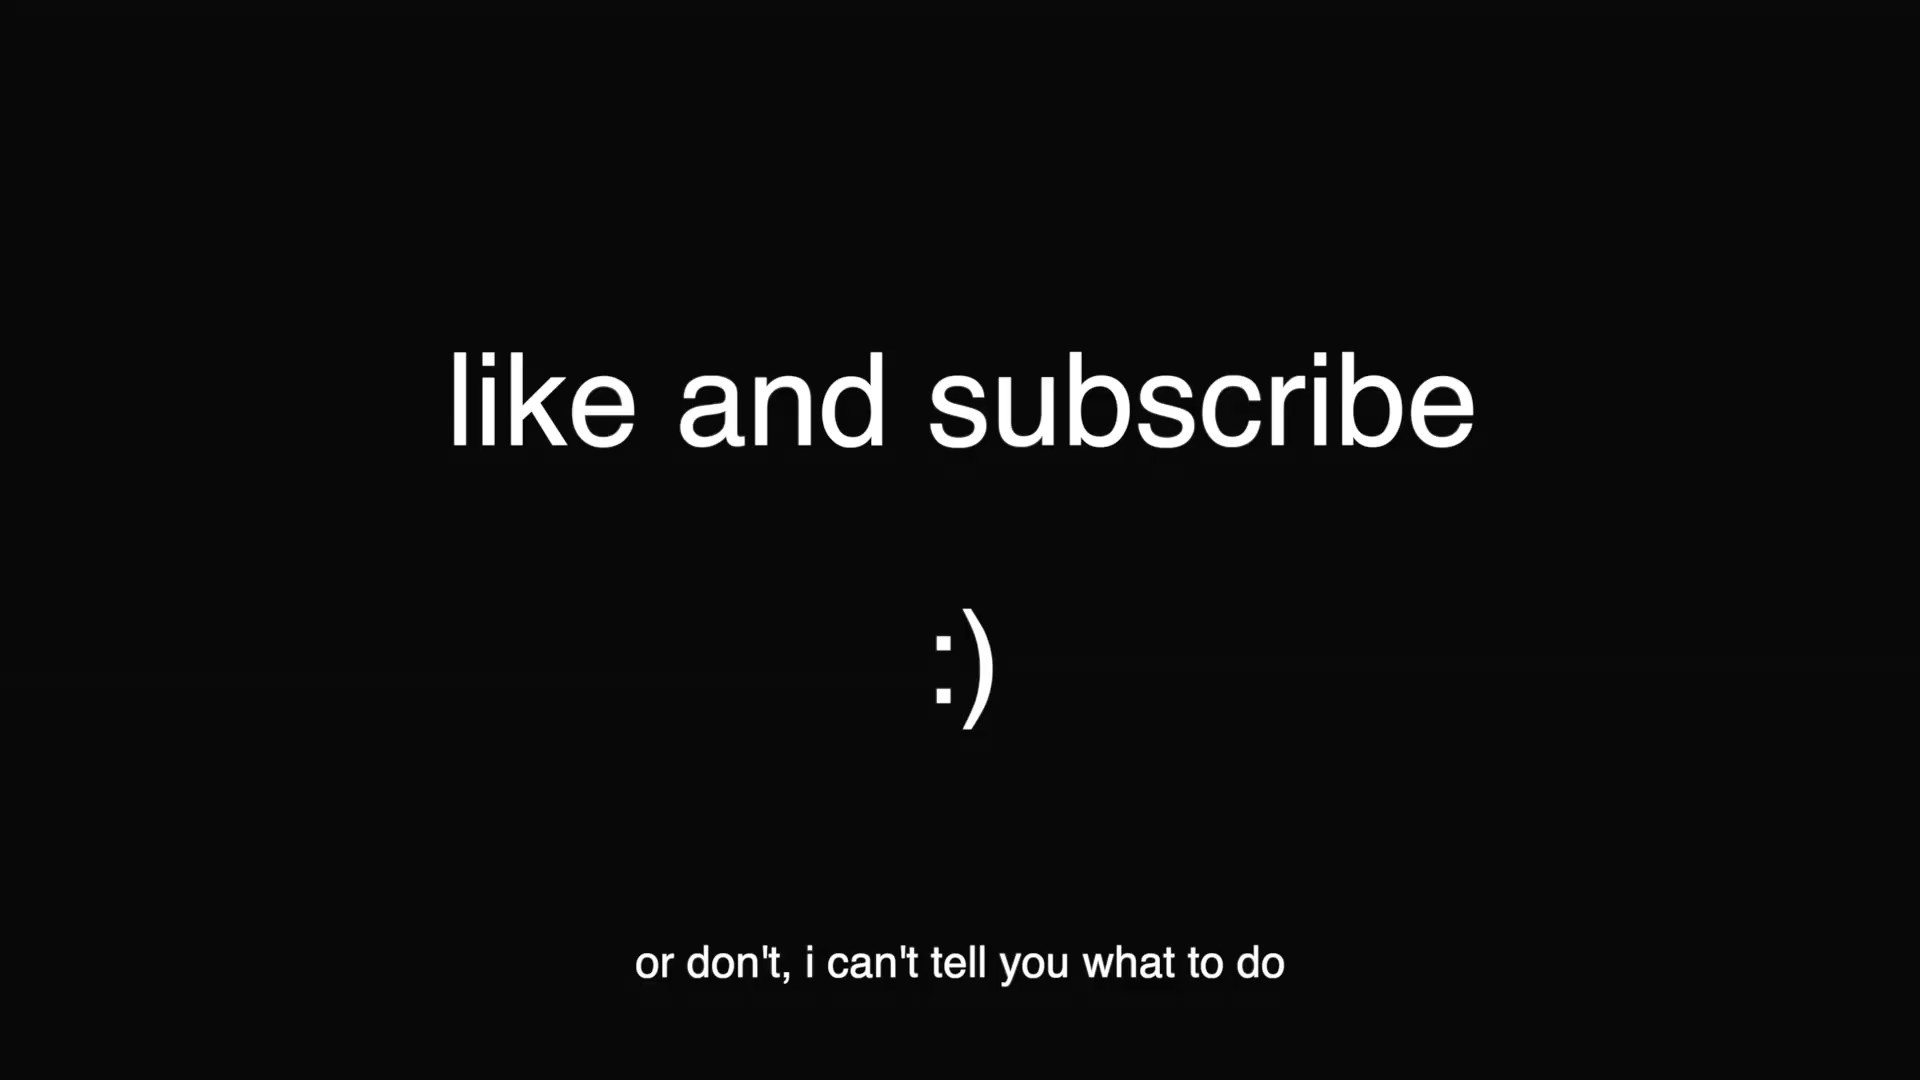 like and subscribe
:)
or don't, i can't tell you what to do